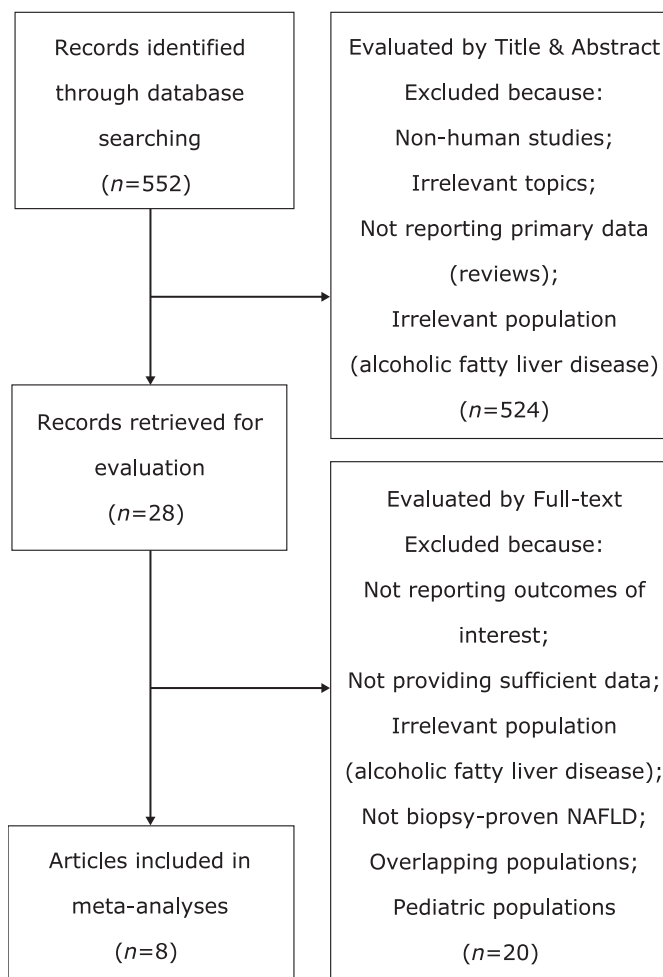 Records identified
through database
searching
(n=552)
Evaluated by Title & Abstract
Excluded because:
Non-human studies;
Irrelevant topics;
Not reporting primary data
(reviews);
Irrelevant population
(alcoholic fatty liver disease)
(n=524)
Records retrieved for
evaluation
(n=28)
Evaluated by Full-text
Excluded because:
Not reporting outcomes of
interest;
Not providing sufficient data;
Irrelevant population
(alcoholic fatty liver disease);
Not biopsy-proven NAFLD;
Overlapping populations;
Pediatric populations
(n=20)
Articles included in
meta-analyses
(n=8)